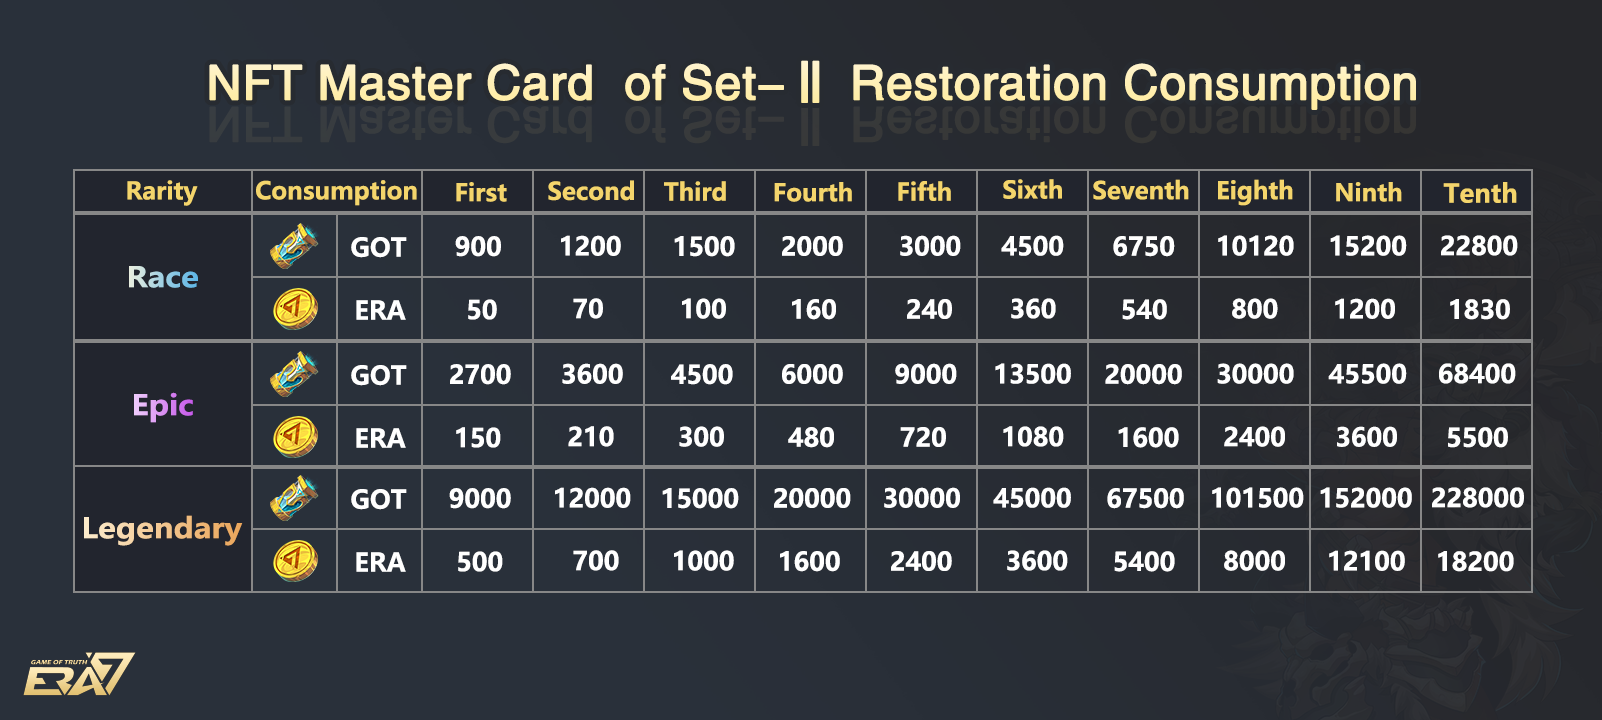 NFT Master Card of Set–Ⅱ Restoration Consumption
Rarity Consumption First Second Third Fourth Fifth Sixth Seventh Eighth Ninth Tenth
Race
GOT 900 1200 1500 2000 3000 4500 6750 10120 15200 22800
ERA 50 70 100 160 240 360 540 800 1200 1830
Epic
GOT 2700 3600 4500 6000 9000 13500 20000 30000 45500 68400
ERA 150 210 300 480 720 1080 1600 2400 3600 5500
Legendary
GOT 9000 12000 15000 20000 30000 45000 67500 101500 152000 228000
ERA 500 700 1000 1600 2400 3600 5400 8000 12100 18200
GAME OF TRUTH
ERA7